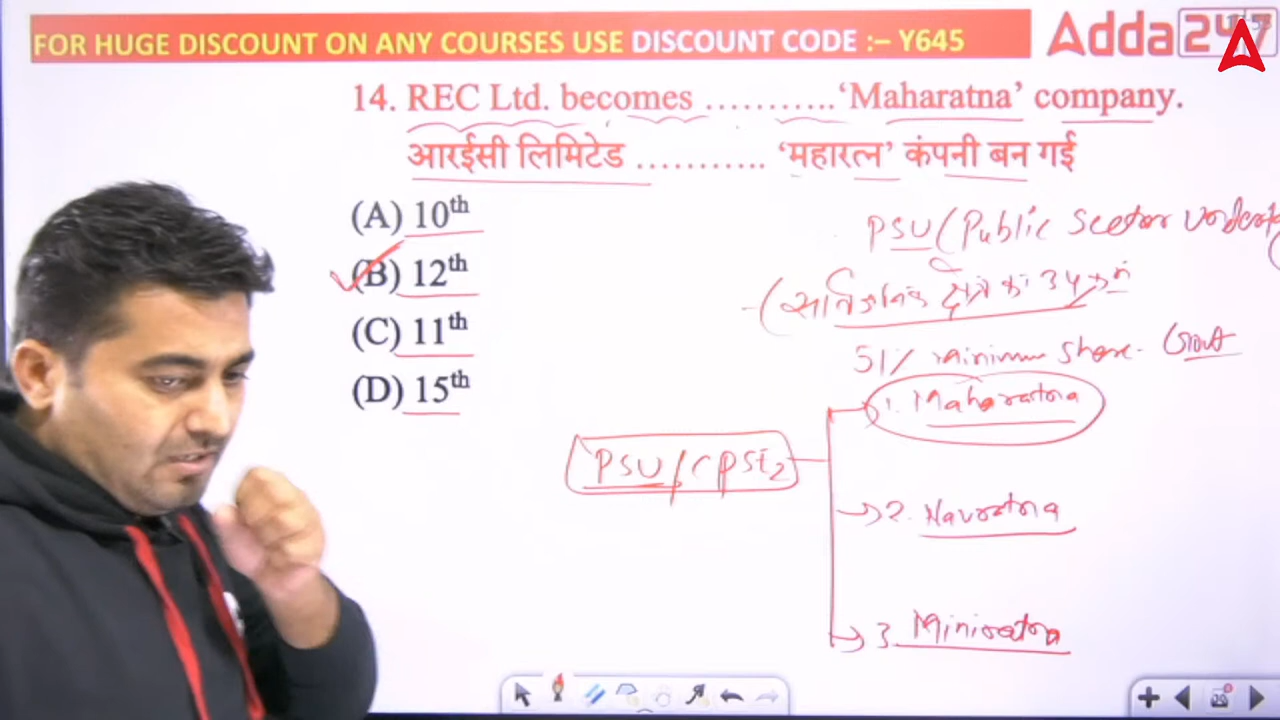 FOR HUGE DISCOUNT ON ANY COURSES USE DISCOUNT CODE :– Y645
Adda247
14. REC Ltd. becomes ...........‘Maharatna’ company.
आरईसी लिमिटेड ........... ‘महारत्न’ कंपनी बन गई
(A) 10th
(B) 12th
(C) 11th
(D) 15th
PSU (Public Sector
51% minimum share. Govt
1. Maharatna
PSU/CPSE
2. Navratna
3. Miniratna